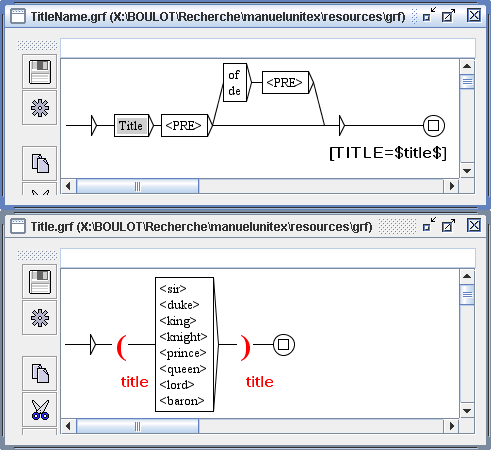 TitleName.grf (X:\BOULOT\Recherche\manuelunitex\resources\grf)
of
de
<PRE>
Title
<PRE>
[TITLE=$title$]
Title.grf (X:\BOULOT\Recherche\manuelunitex\resources\grf)
<sir>
<duke>
<king>
( <knight> )
<prince>
title <queen> title
<lord>
<baron>